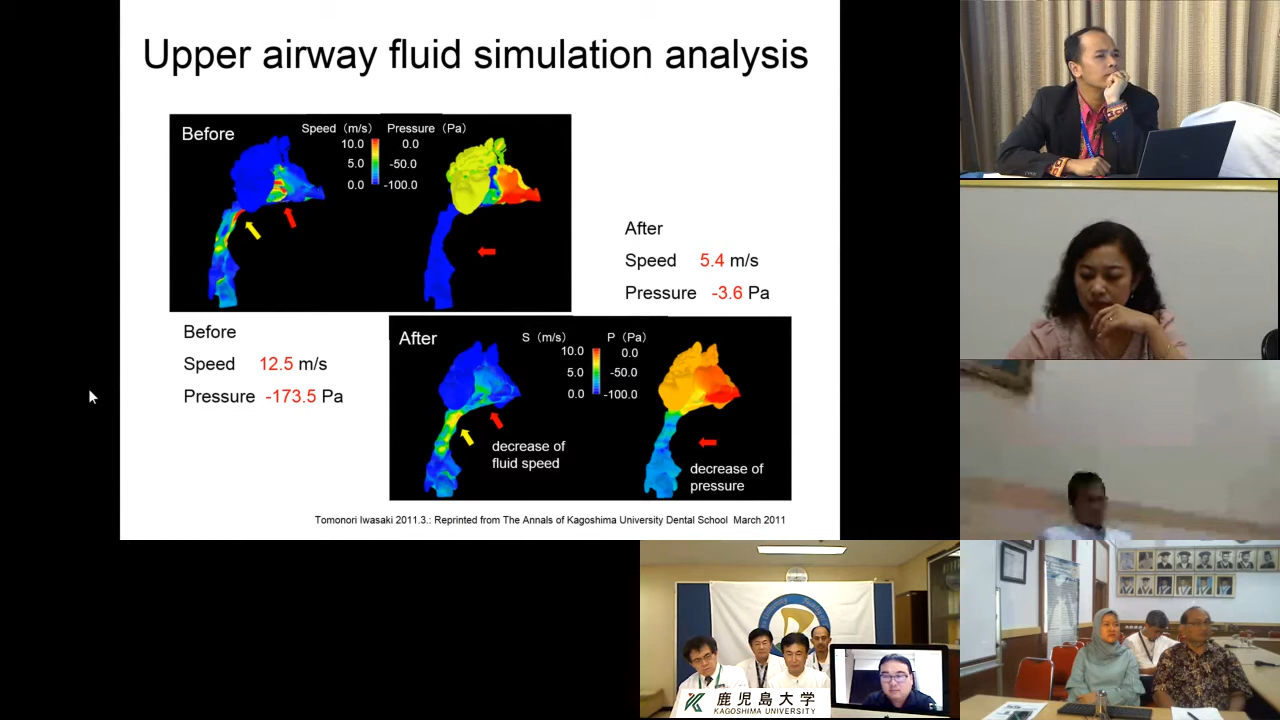 Upper airway fluid simulation analysis
Before
Speed (m/s) Pressure (Pa)
10.0 0.0
5.0 -50.0
0.0 -100.0
After
Speed 5.4 m/s
Pressure -3.6 Pa
Before
Speed 12.5 m/s
Pressure -173.5 Pa
After
S (m/s) P (Pa)
10.0 0.0
5.0 -50.0
0.0 -100.0
decrease of
fluid speed
decrease of
pressure
Tomonori Iwasaki 2011.3.: Reprinted from The Annals of Kagoshima University Dental School March 2011
鹿児島大学
KAGOSHIMA UNIVERSITY